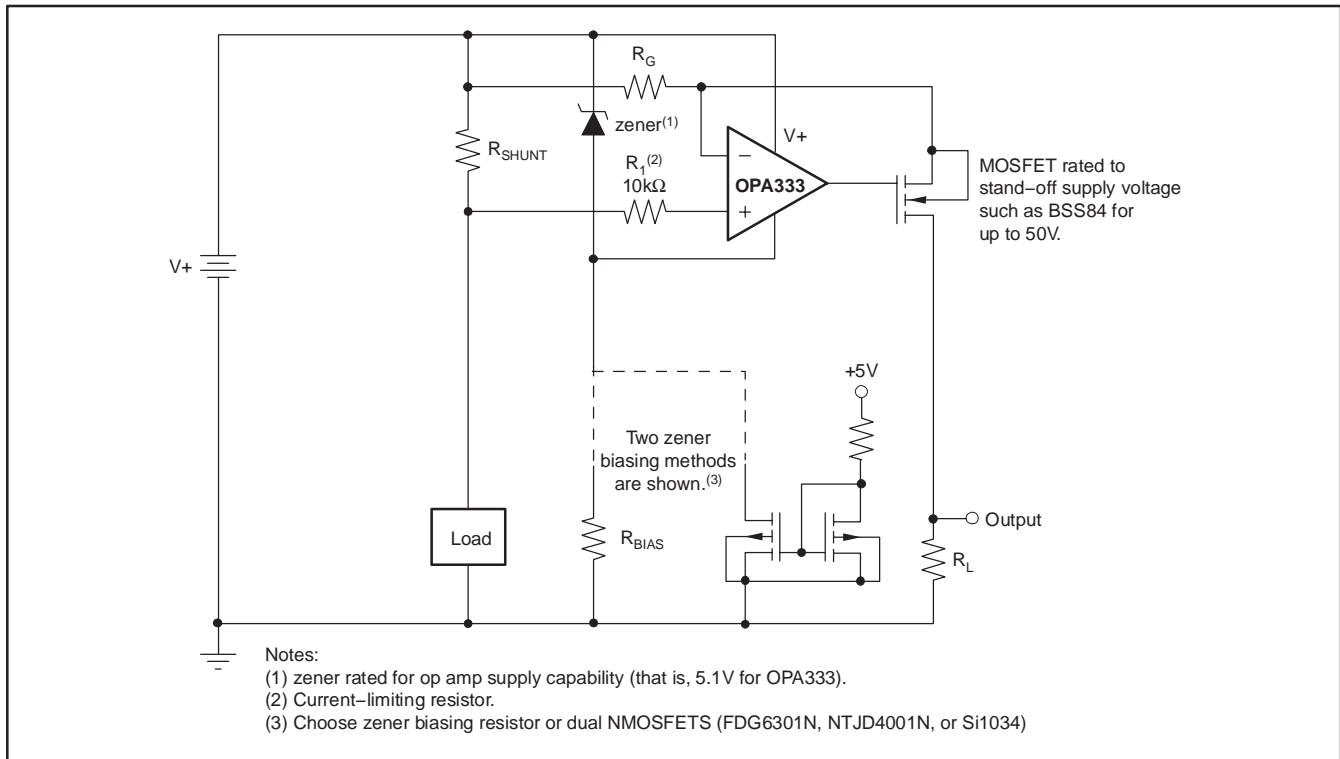 R_G
zener(1)
V+
R_SHUNT
R_1(2)
10kΩ
−
OPA333
+
MOSFET rated to
stand−off supply voltage
such as BSS84 for
up to 50V.
V+
+5V
Two zener
biasing methods
are shown.(3)
Output
Load
R_BIAS
R_L
Notes:
(1) zener rated for op amp supply capability (that is, 5.1V for OPA333).
(2) Current−limiting resistor.
(3) Choose zener biasing resistor or dual NMOSFETS (FDG6301N, NTJD4001N, or Si1034)